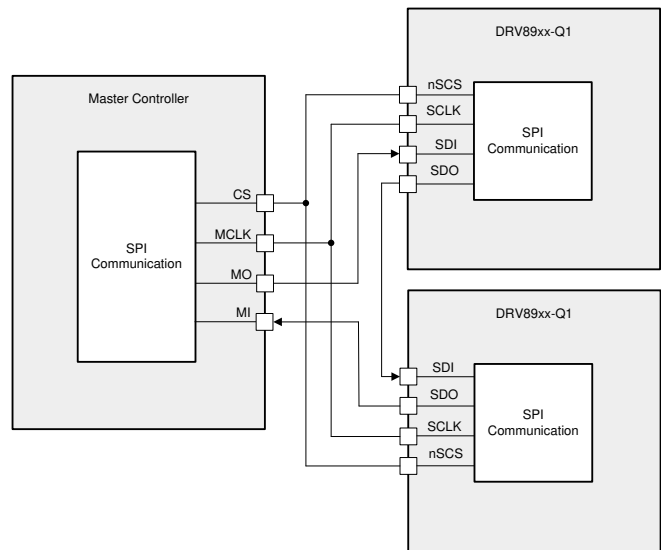 Master Controller
SPI
Communication
CS
MCLK
MO
MI
DRV89xx-Q1
nSCS
SCLK
SDI
SDO
SPI
Communication
DRV89xx-Q1
SDI
SDO
SCLK
nSCS
SPI
Communication